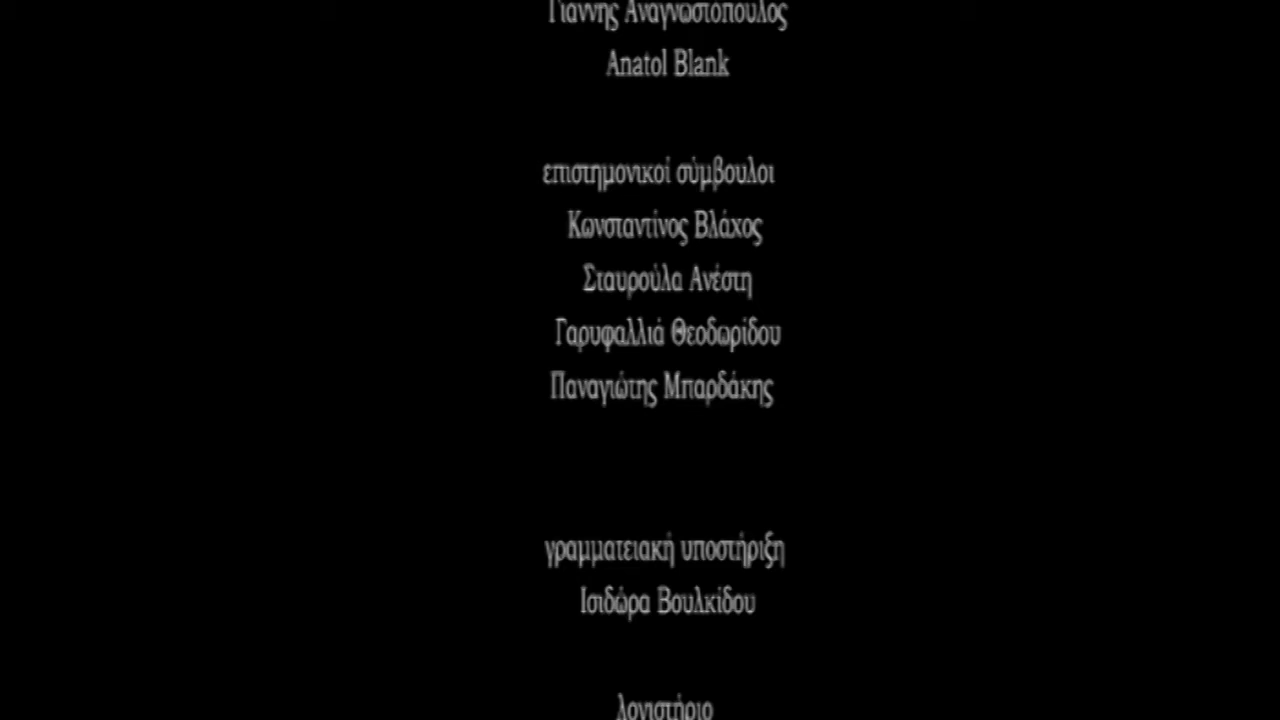 Γιάννης Αναγνωστόπουλος
Anatol Blank
επιστημονικοί σύμβουλοι
Κωνσταντίνος Βλάχος
Σταυρούλα Ανέστη
Γαρυφαλλιά Θεοδωρίδου
Παναγιώτης Μπαρδάκης
γραμματειακή υποστήριξη
Ισιδώρα Βουλκίδου
λογιστήριο